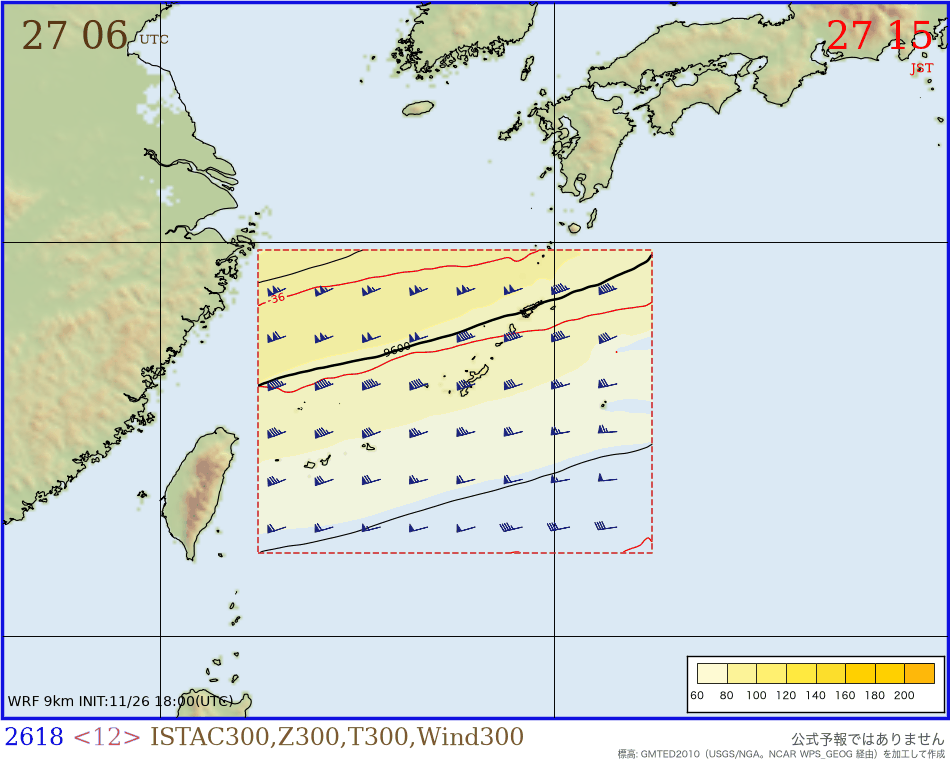 27 06 UTC
27 15
JST
-36
9600
60 80 100 120 140 160 180 200
WRF 9km INIT:11/26 18:00(UTC)
2618 <12> ISTAC300,Z300,T300,Wind300
公式予報ではありません
標高: GMTED2010（USGS/NGA。NCAR WPS_GEOG 経由）を加工して作成